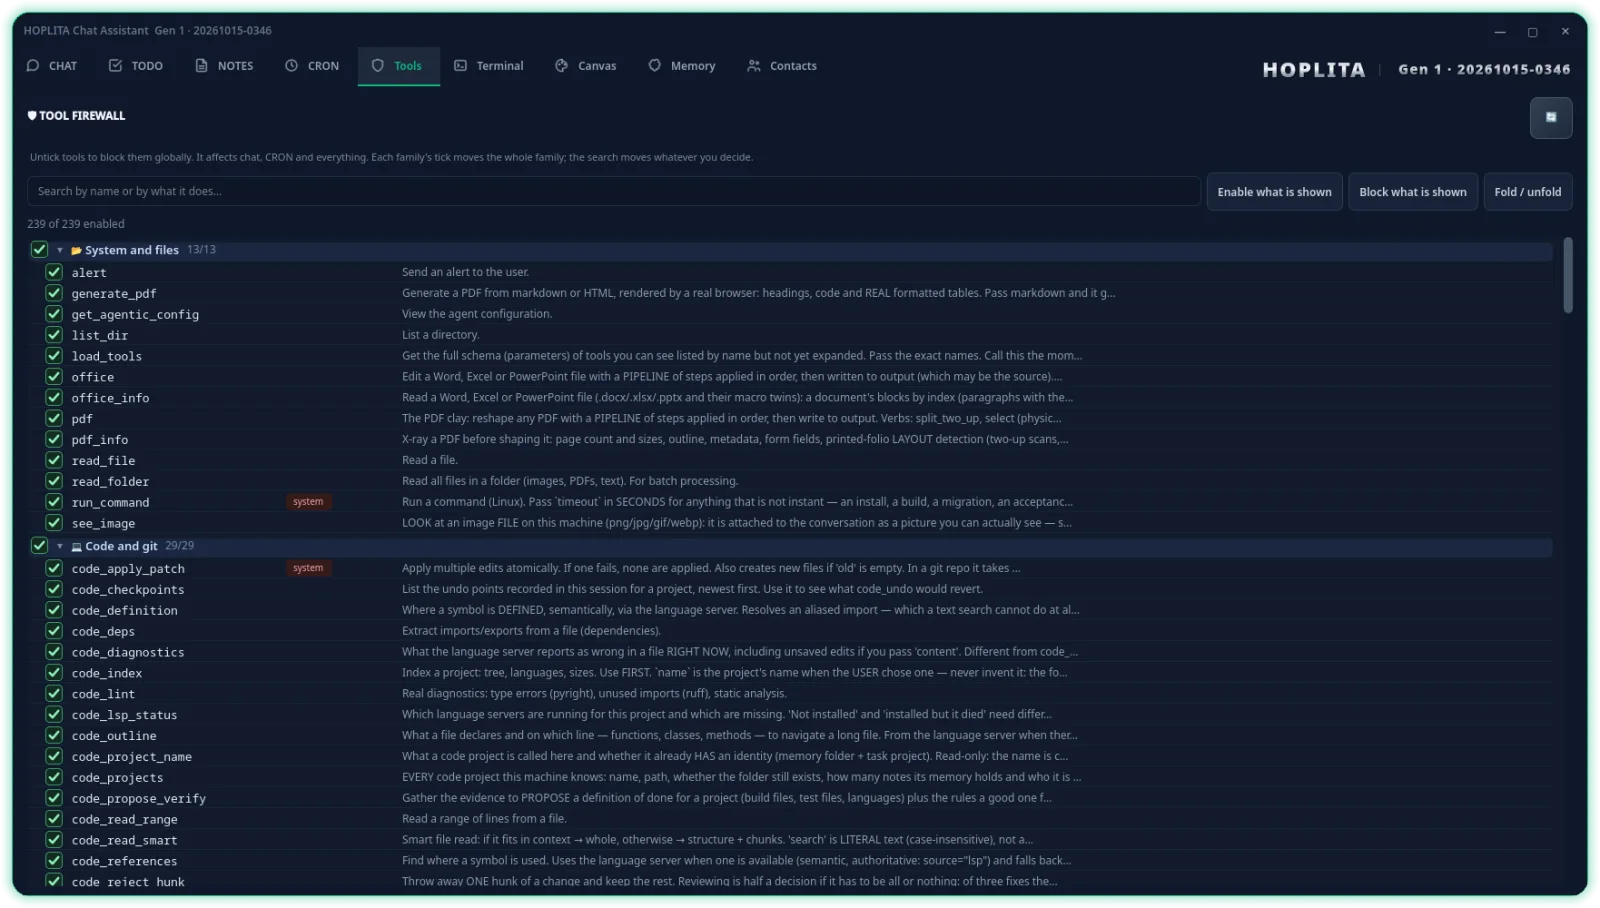 HOPLITA Chat Assistant Gen 1 · 20261015-0346
CHAT TODO NOTES CRON Tools Terminal Canvas Memory Contacts
HOPLITA | Gen 1 · 20261015-0346
TOOL FIREWALL
Untick tools to block them globally. It affects chat, CRON and everything. Each family's tick moves the whole family; the search moves whatever you decide.
Search by name or by what it does...
Enable what is shown
Block what is shown
Fold / unfold
239 of 239 enabled
System and files 13/13
alert Send an alert to the user.
generate_pdf Generate a PDF from markdown or HTML, rendered by a real browser: headings, code and REAL formatted tables. Pass markdown and it g...
get_agentic_config View the agent configuration.
list_dir List a directory.
load_tools Get the full schema (parameters) of tools you can see listed by name but not yet expanded. Pass the exact names. Call this the mom...
office Edit a Word, Excel or PowerPoint file with a PIPELINE of steps applied in order, then written to output (which may be the source)....
office_info Read a Word, Excel or PowerPoint file (.docx/.xlsx/.pptx and their macro twins): a document's blocks by index (paragraphs with the...
pdf The PDF clay: reshape any PDF with a PIPELINE of steps applied in order, then write to output. Verbs: split_two_up, select (physic...
pdf_info X-ray a PDF before shaping it: page count and sizes, outline, metadata, form fields, printed-folio LAYOUT detection (two-up scans,...
read_file Read a file.
read_folder Read all files in a folder (images, PDFs, text). For batch processing.
run_command system Run a command (Linux). Pass `timeout` in SECONDS for anything that is not instant — an install, a build, a migration, an acceptanc...
see_image LOOK at an image FILE on this machine (png/jpg/gif/webp): it is attached to the conversation as a picture you can actually see — s...
Code and git 29/29
code_apply_patch system Apply multiple edits atomically. If one fails, none are applied. Also creates new files if 'old' is empty. In a git repo it takes ...
code_checkpoints List the undo points recorded in this session for a project, newest first. Use it to see what code_undo would revert.
code_definition Where a symbol is DEFINED, semantically, via the language server. Resolves an aliased import — which a text search cannot do at al...
code_deps Extract imports/exports from a file (dependencies).
code_diagnostics What the language server reports as wrong in a file RIGHT NOW, including unsaved edits if you pass 'content'. Different from code_...
code_index Index a project: tree, languages, sizes. Use FIRST. `name` is the project's name when the USER chose one — never invent it: the fo...
code_lint Real diagnostics: type errors (pyright), unused imports (ruff), static analysis.
code_lsp_status Which language servers are running for this project and which are missing. 'Not installed' and 'installed but it died' need differ...
code_outline What a file declares and on which line — functions, classes, methods — to navigate a long file. From the language server when ther...
code_project_name What a code project is called here and whether it already HAS an identity (memory folder + task project). Read-only: the name is c...
code_projects EVERY code project this machine knows: name, path, whether the folder still exists, how many notes its memory holds and who it is ...
code_propose_verify Gather the evidence to PROPOSE a definition of done for a project (build files, test files, languages) plus the rules a good one f...
code_read_range Read a range of lines from a file.
code_read_smart Smart file read: if it fits in context → whole, otherwise → structure + chunks. 'search' is LITERAL text (case-insensitive), not a...
code_references Find where a symbol is used. Uses the language server when one is available (semantic, authoritative: source="lsp") and falls back...
code_reject_hunk Throw away ONE hunk of a change and keep the rest. Reviewing is half a decision if it has to be all or nothing: of three fixes the...